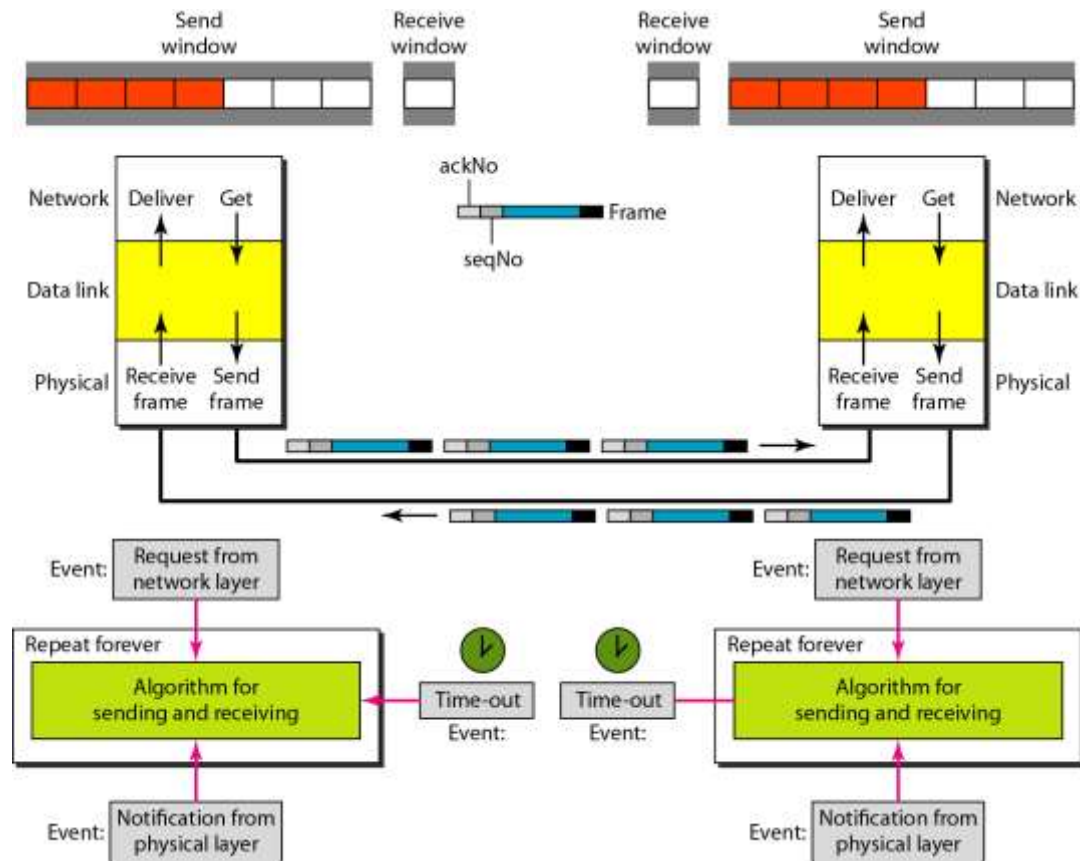 Send
window
Receive
window
Receive
window
Send
window
ackNo
Frame
seqNo
Network
Deliver
Get
Data link
Physical
Receive
frame
Send
frame
Deliver
Get
Network
Data link
Receive
frame
Send
frame
Physical
Event:
Request from
network layer
Event:
Request from
network layer
Repeat forever
Algorithm for
sending and receiving
Time-out
Event:
Time-out
Event:
Repeat forever
Algorithm for
sending and receiving
Event:
Notification from
physical layer
Event:
Notification from
physical layer